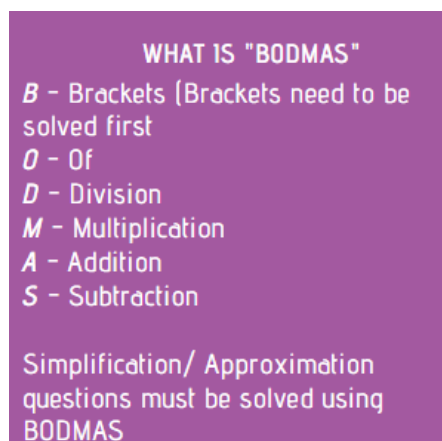 WHAT IS "BODMAS"
B - Brackets (Brackets need to be
solved first
O - Of
D - Division
M - Multiplication
A - Addition
S - Subtraction
Simplification/ Approximation
questions must be solved using
BODMAS